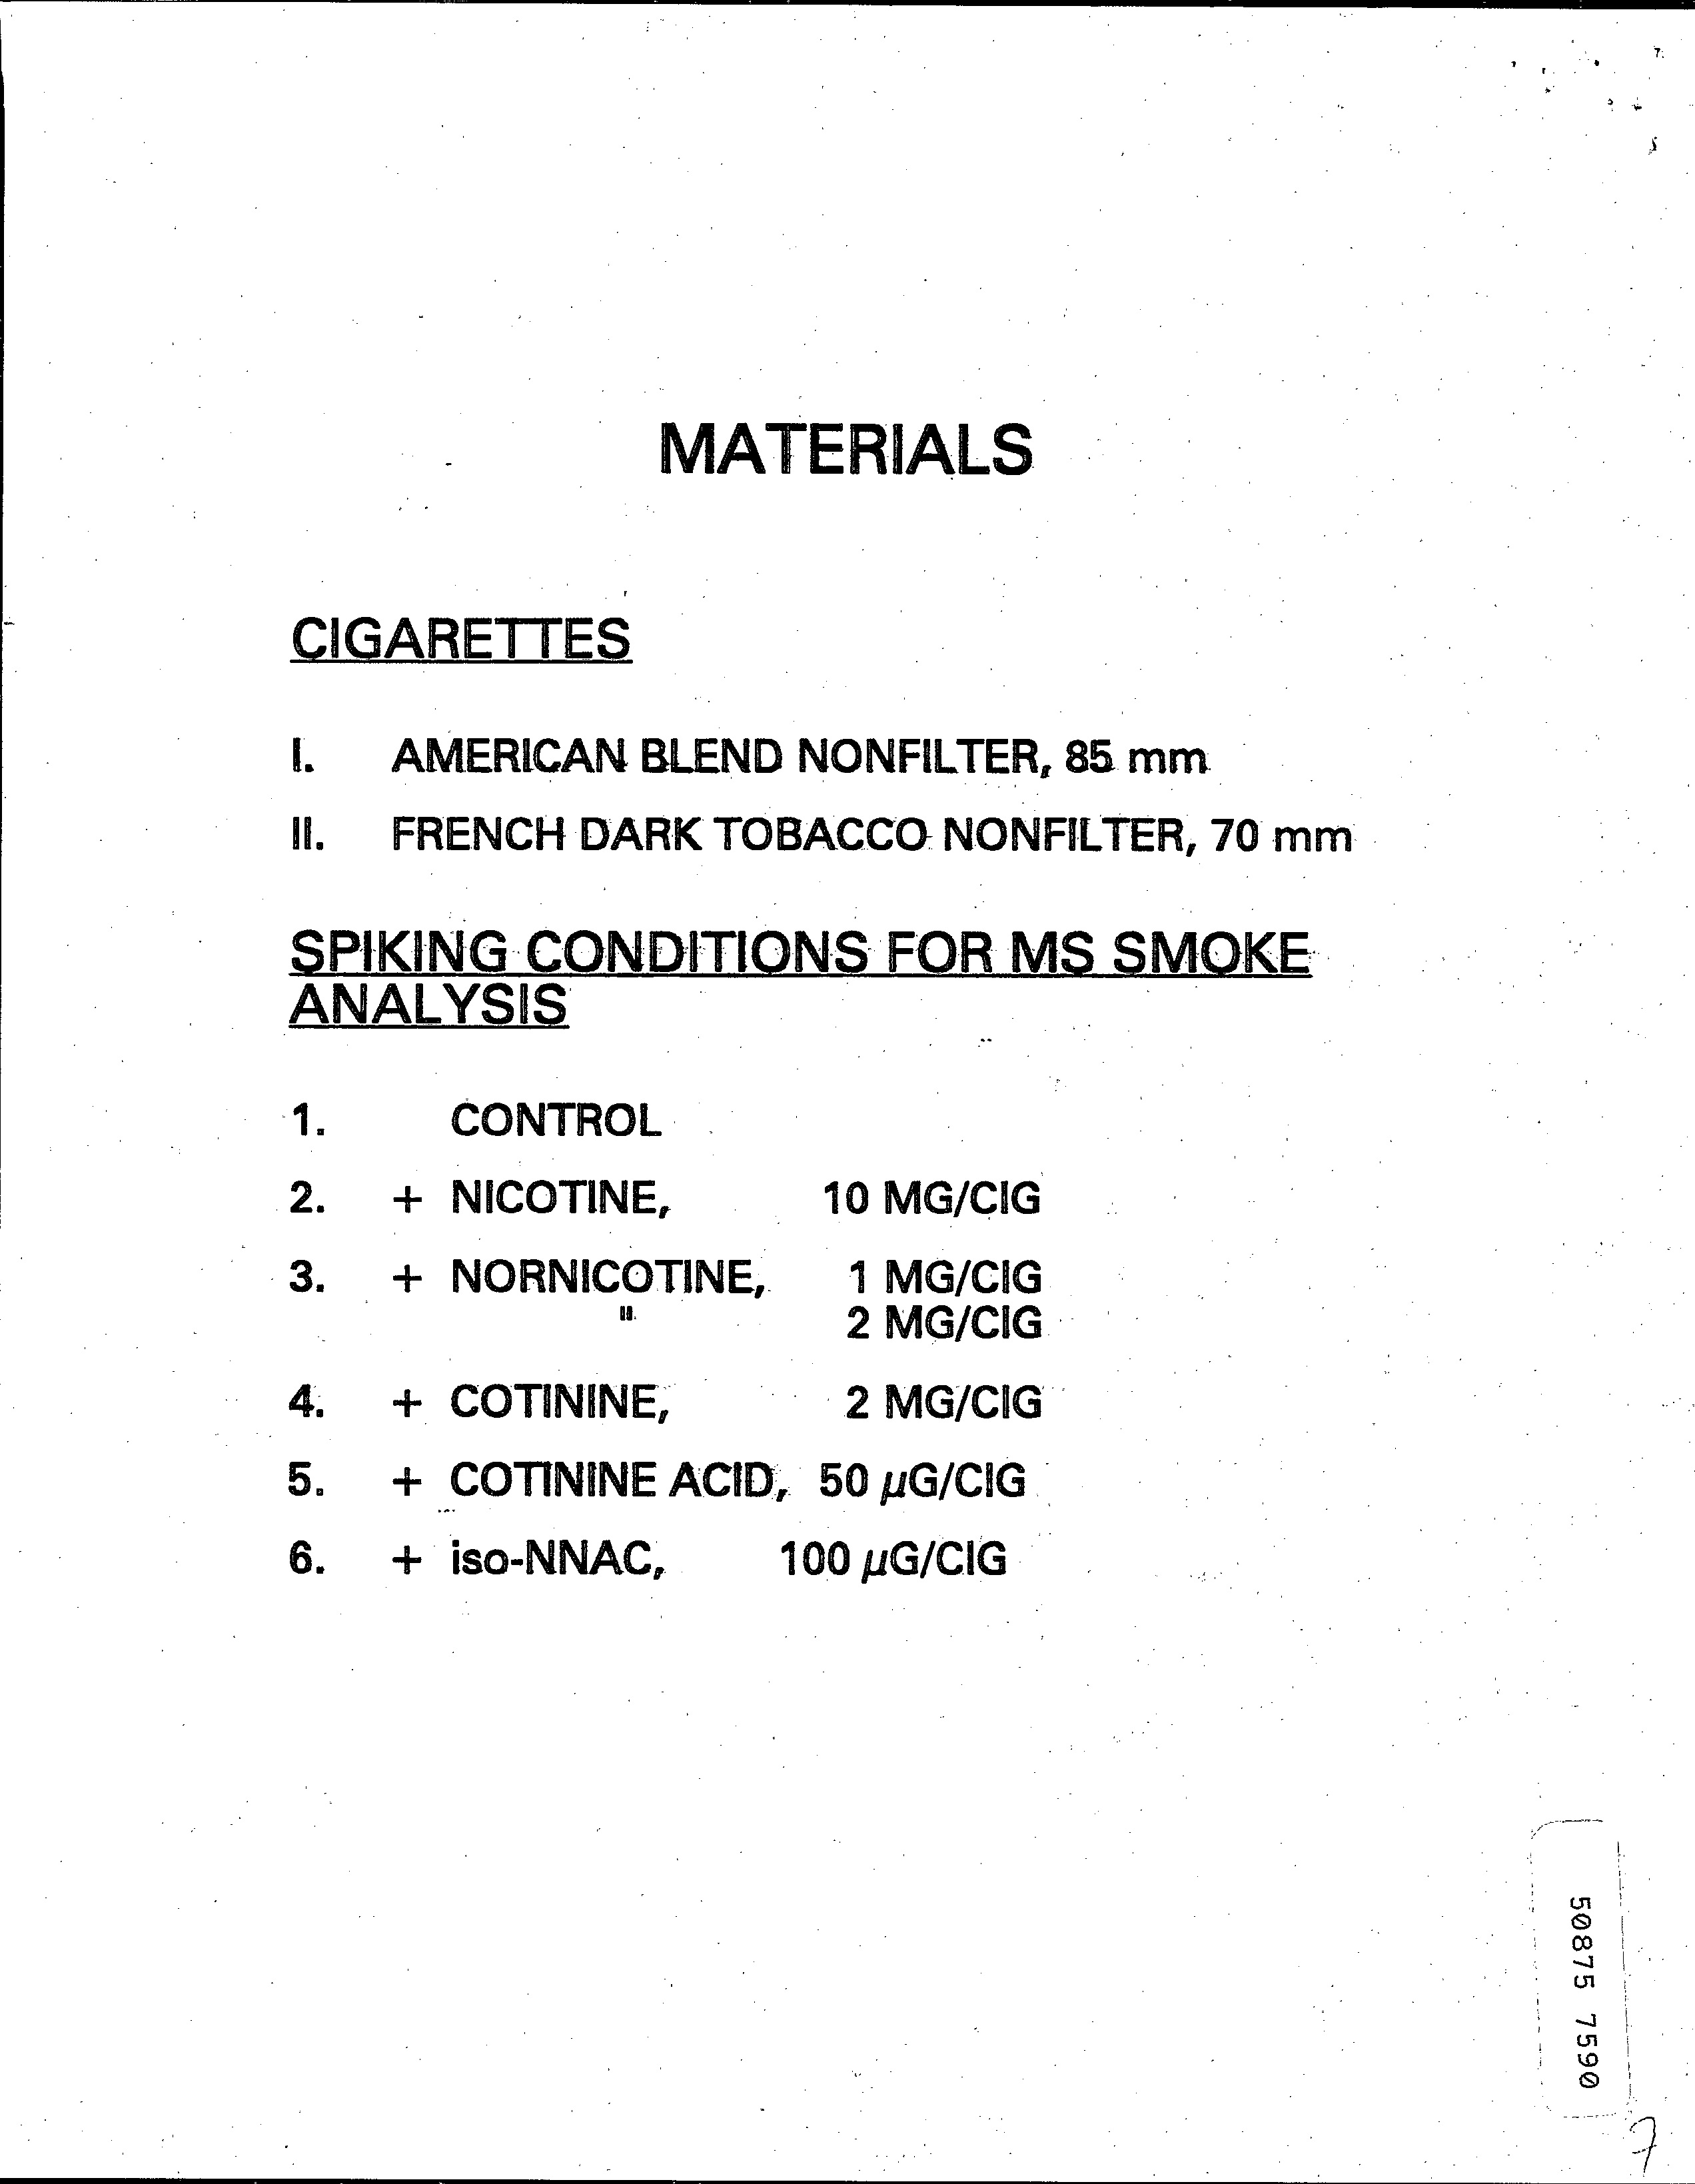 MATERIALS
CIGARETTES
I. AMERICAN BLEND NONFILTER, 85 mm
II. FRENCH DARK TOBACCO NONFILTER, 70 mm
SPIKING CONDITIONS FOR MS SMOKE
ANALYSIS
1. CONTROL
2. + NICOTINE, 10 MG/CIG
3. + NORNICOTINE, 1 MG/CIG
" 2 MG/CIG
4. + COTININE, 2 MG/CIG
5. + COTININE ACID, 50 µG/CIG
6. + iso-NNAC, 100 µG/CIG
50875 7590
7